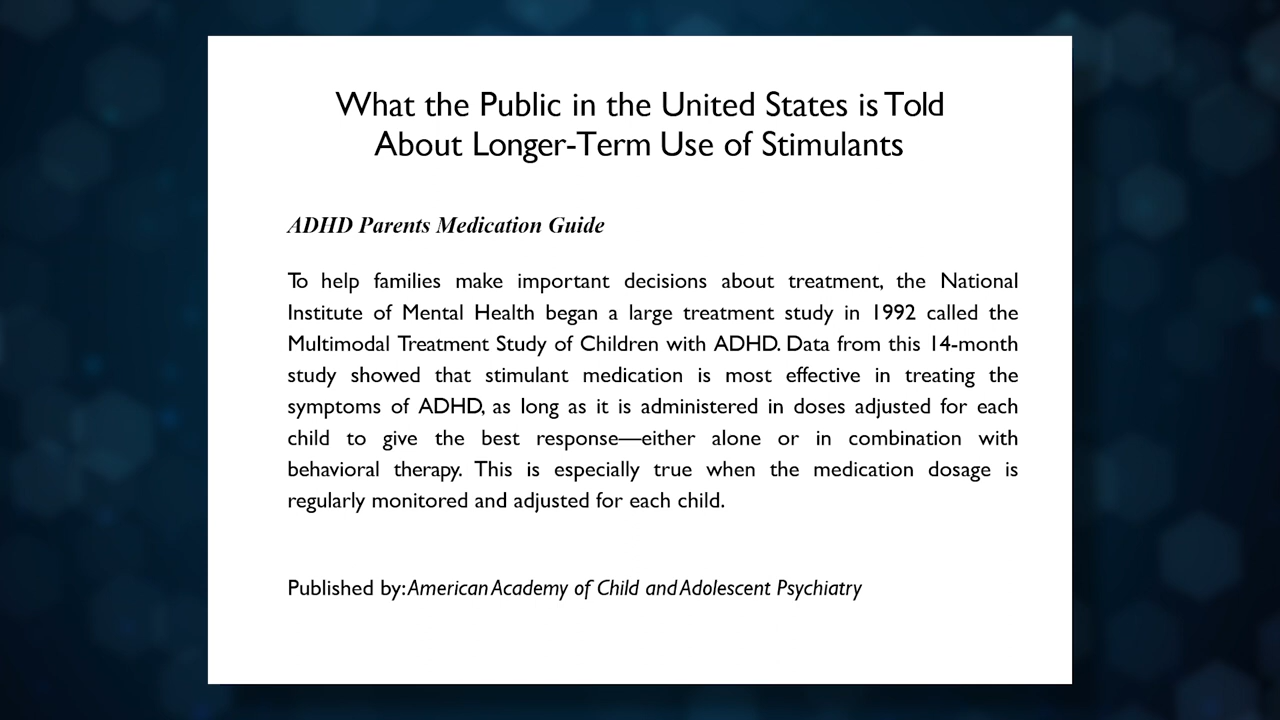 What the Public in the United States is Told
About Longer-Term Use of Stimulants
ADHD Parents Medication Guide
To help families make important decisions about treatment, the National
Institute of Mental Health began a large treatment study in 1992 called the
Multimodal Treatment Study of Children with ADHD. Data from this 14-month
study showed that stimulant medication is most effective in treating the
symptoms of ADHD, as long as it is administered in doses adjusted for each
child to give the best response—either alone or in combination with
behavioral therapy. This is especially true when the medication dosage is
regularly monitored and adjusted for each child.
Published by: American Academy of Child and Adolescent Psychiatry